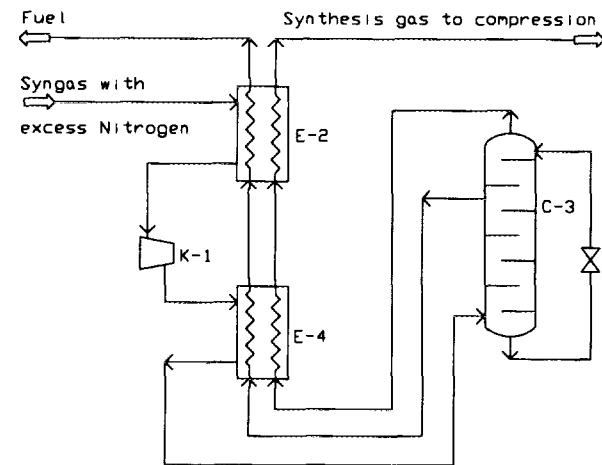 Fuel
Synthesis gas to compression
Syngas with
excess Nitrogen
E-2
C-3
K-1
E-4